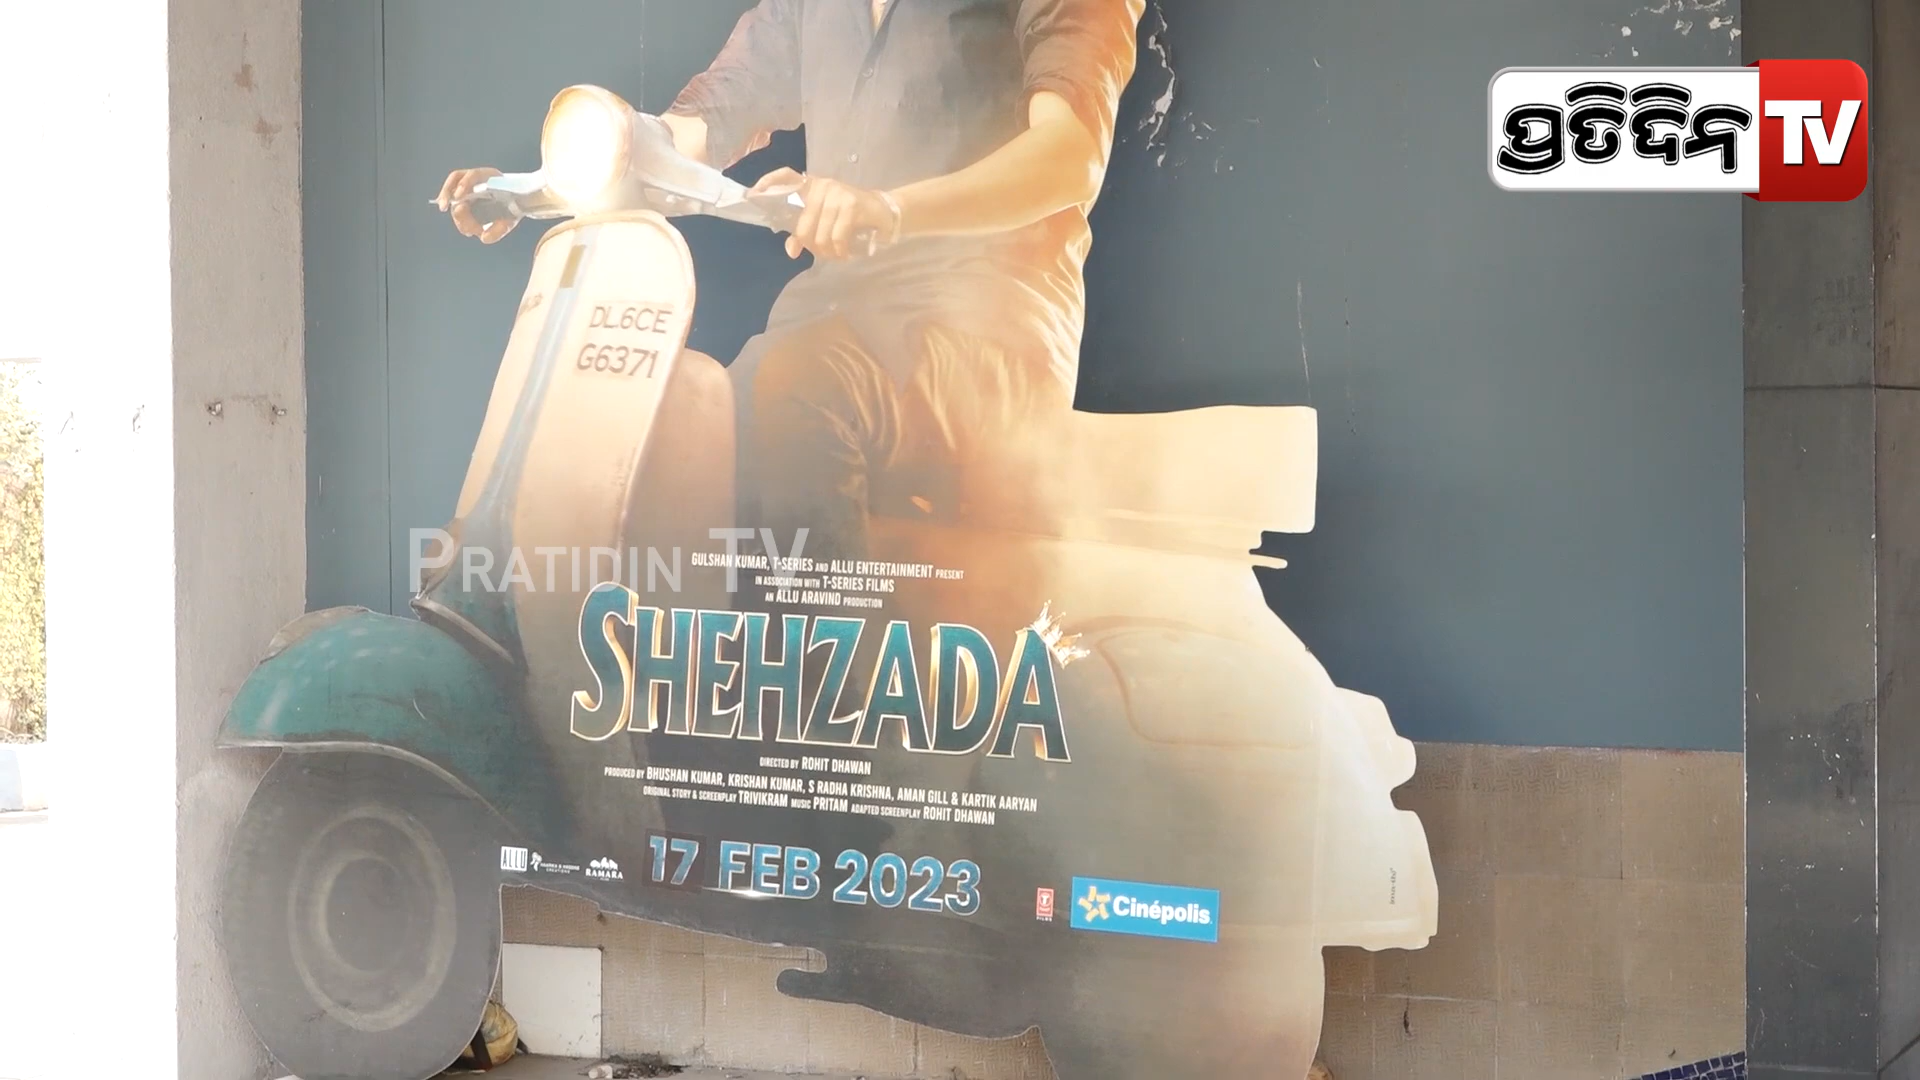 ପ୍ରତିଦିନ TV
DL6CE
G6371
PRATIDIN TV
GULSHAN KUMAR, T-SERIES AND ALLU ENTERTAINMENT PRESENT
IN ASSOCIATION WITH T-SERIES FILMS
AN ALLU ARAVIND PRODUCTION
SHEHZADA
DIRECTED BY ROHIT DHAWAN
PRODUCED BY BHUSHAN KUMAR, KRISHAN KUMAR, S RADHA KRISHNA, AMAN GILL & KARTIK AARYAN
ORIGINAL STORY & SCREENPLAY TRIVIKRAM MUSIC PRITAM ADAPTED SCREENPLAY ROHIT DHAWAN
17 FEB 2023
ALLU
RAMARA
Cinépolis